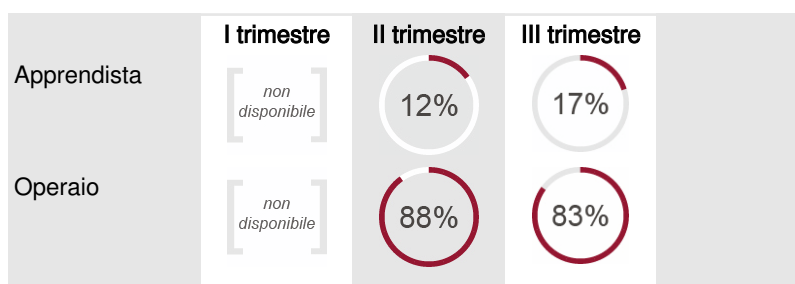 I trimestre II trimestre III trimestre
Apprendista
non disponibile
12%
17%
Operaio
non disponibile
88%
83%